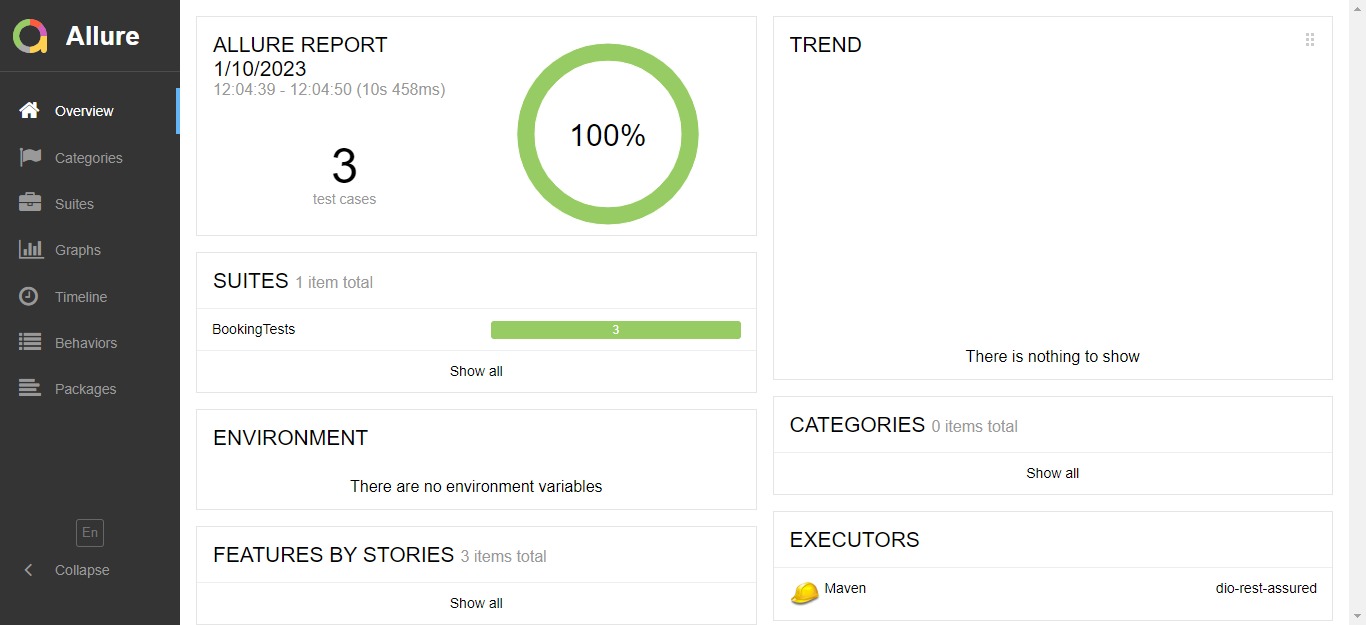 Allure
Overview
Categories
Suites
Graphs
Timeline
Behaviors
Packages
En
Collapse
ALLURE REPORT
1/10/2023
12:04:39 - 12:04:50 (10s 458ms)
3
test cases
100%
SUITES 1 item total
BookingTests 3
Show all
ENVIRONMENT
There are no environment variables
FEATURES BY STORIES 3 items total
Show all
TREND
There is nothing to show
CATEGORIES 0 items total
Show all
EXECUTORS
Maven dio-rest-assured